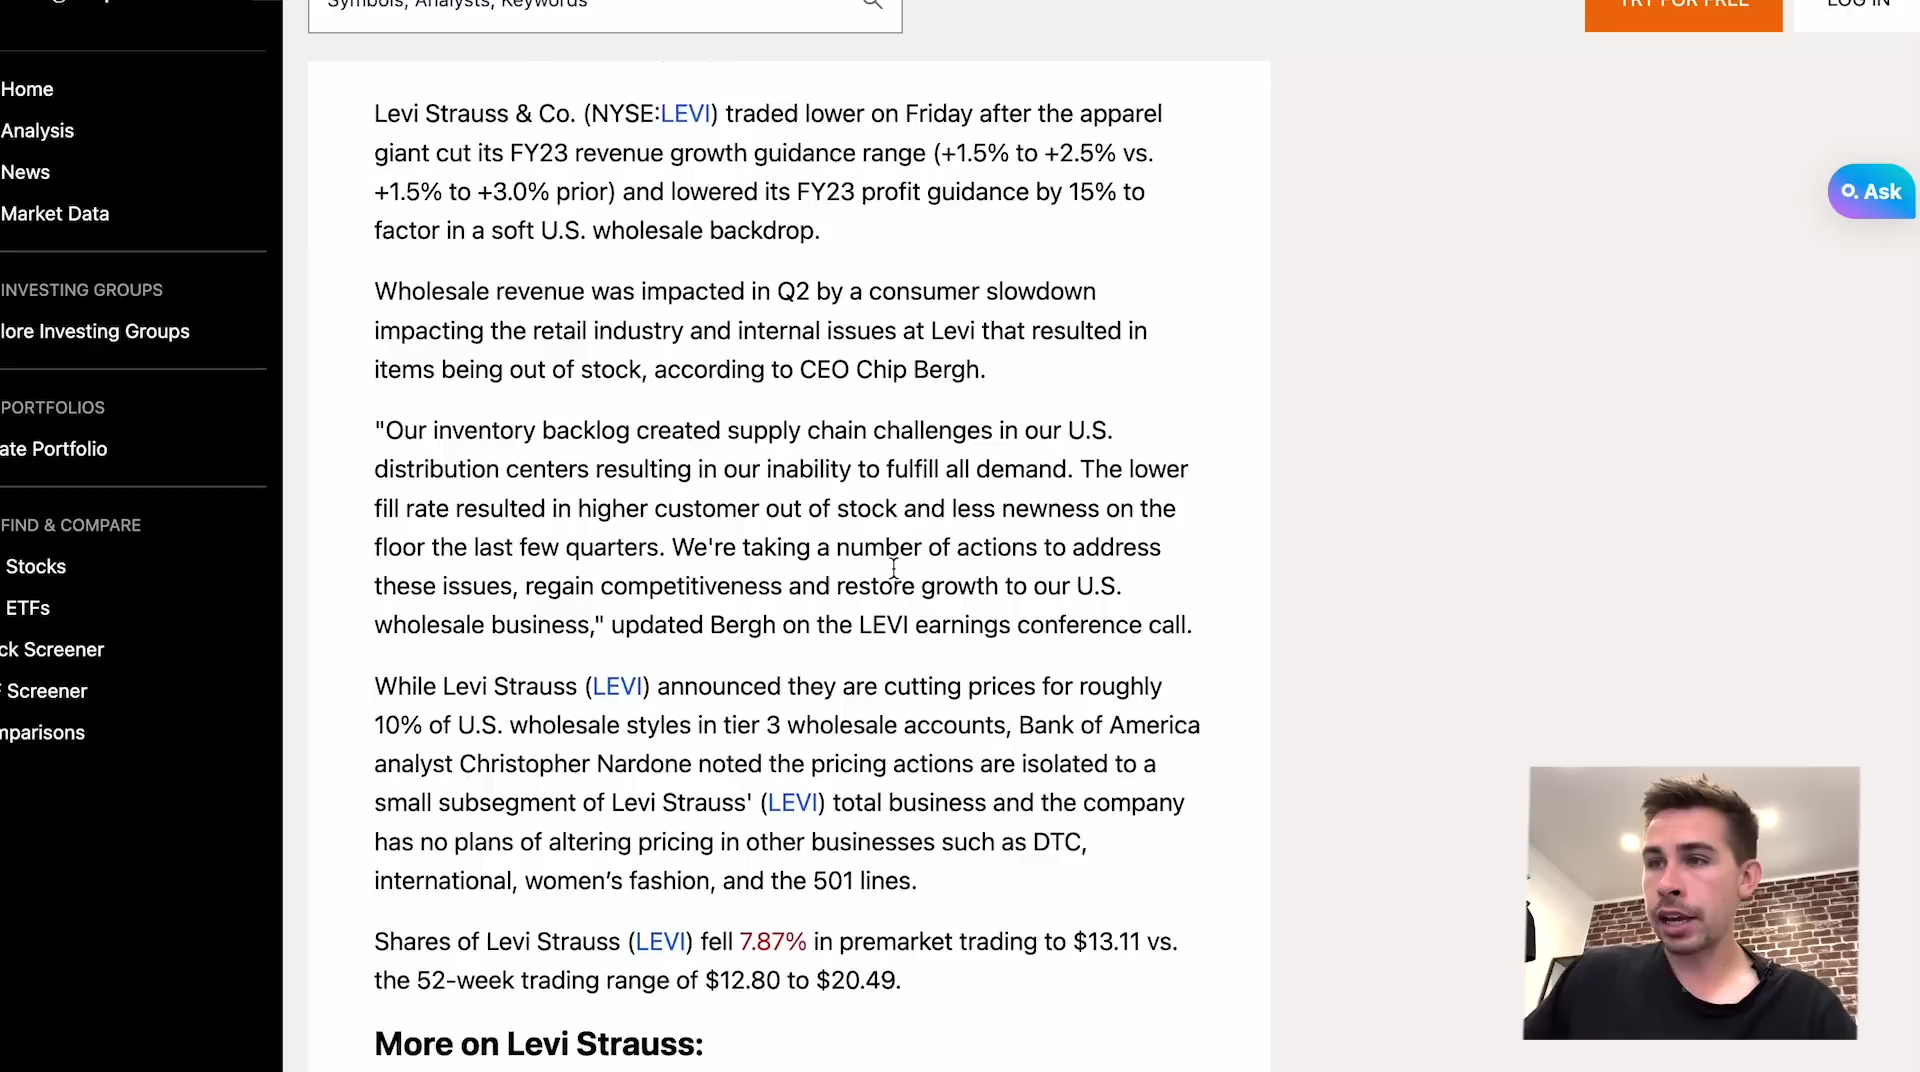 Symbols, Analysts, Keywords
TRY FOR FREE
LOG IN
Home
Analysis
News
Market Data
INVESTING GROUPS
lore Investing Groups
PORTFOLIOS
ate Portfolio
FIND & COMPARE
Stocks
ETFs
ck Screener
Screener
mparisons
Ask
Levi Strauss & Co. (NYSE:LEVI) traded lower on Friday after the apparel
giant cut its FY23 revenue growth guidance range (+1.5% to +2.5% vs.
+1.5% to +3.0% prior) and lowered its FY23 profit guidance by 15% to
factor in a soft U.S. wholesale backdrop.
Wholesale revenue was impacted in Q2 by a consumer slowdown
impacting the retail industry and internal issues at Levi that resulted in
items being out of stock, according to CEO Chip Bergh.
"Our inventory backlog created supply chain challenges in our U.S.
distribution centers resulting in our inability to fulfill all demand. The lower
fill rate resulted in higher customer out of stock and less newness on the
floor the last few quarters. We're taking a number of actions to address
these issues, regain competitiveness and restore growth to our U.S.
wholesale business," updated Bergh on the LEVI earnings conference call.
While Levi Strauss (LEVI) announced they are cutting prices for roughly
10% of U.S. wholesale styles in tier 3 wholesale accounts, Bank of America
analyst Christopher Nardone noted the pricing actions are isolated to a
small subsegment of Levi Strauss' (LEVI) total business and the company
has no plans of altering pricing in other businesses such as DTC,
international, women’s fashion, and the 501 lines.
Shares of Levi Strauss (LEVI) fell 7.87% in premarket trading to $13.11 vs.
the 52-week trading range of $12.80 to $20.49.
More on Levi Strauss: